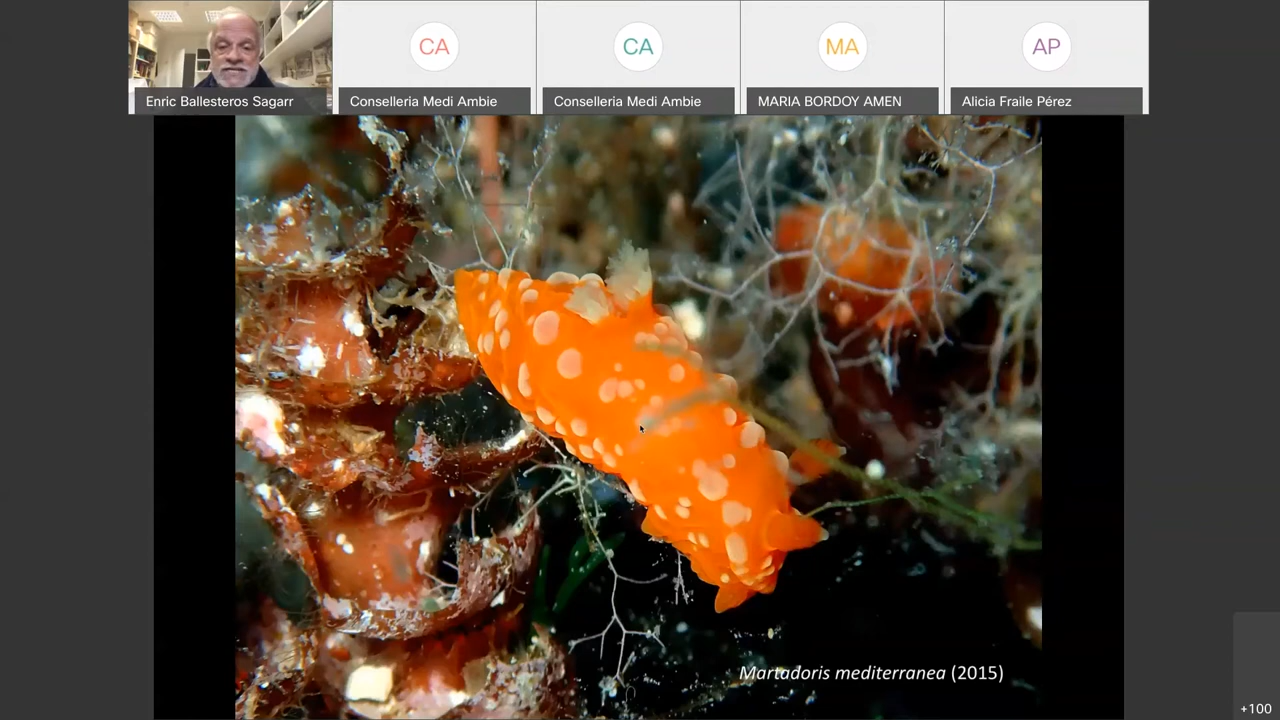 CA
CA
MA
AP
Enric Ballesteros Sagarr
Conselleria Medi Ambie
Conselleria Medi Ambie
MARIA BORDOY AMEN
Alicia Fraile Pérez
Martadoris mediterranea (2015)
+100